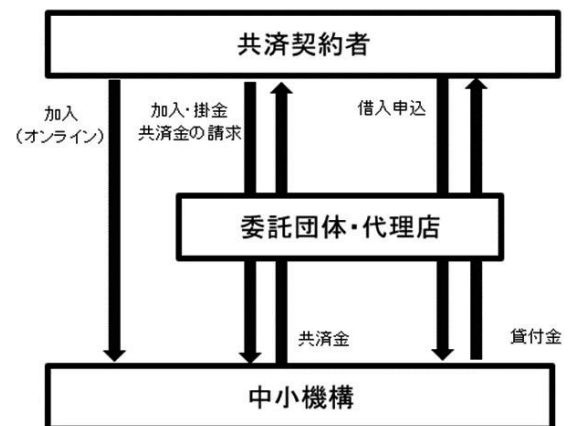 共済契約者
加入
（オンライン）
加入・掛金
共済金の請求
借入申込
委託団体・代理店
共済金
貸付金
中小機構